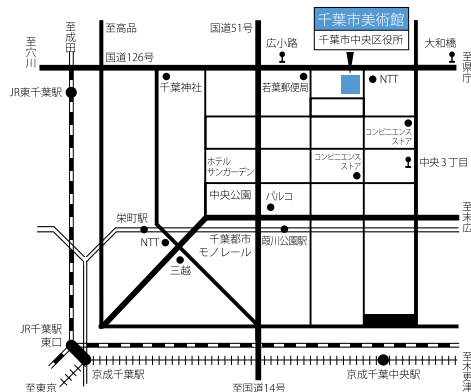 千葉市美術館
千葉市中央区役所
至高品
国道51号
広小路
大和橋
至穴川
至成田
国道126号
至県庁
NTT
JR東千葉駅
千葉神社
若葉郵便局
コンビニエンス
ストア
ホテル
サンガーデン
コンビニエンス
ストア
中央3丁目
中央公園
パルコ
至末広
栄町駅
NTT
千葉都市
モノレール
葭川公園駅
三越
JR千葉駅
東口
京成千葉駅
京成千葉中央駅
至東京
至国道14号
至木更津